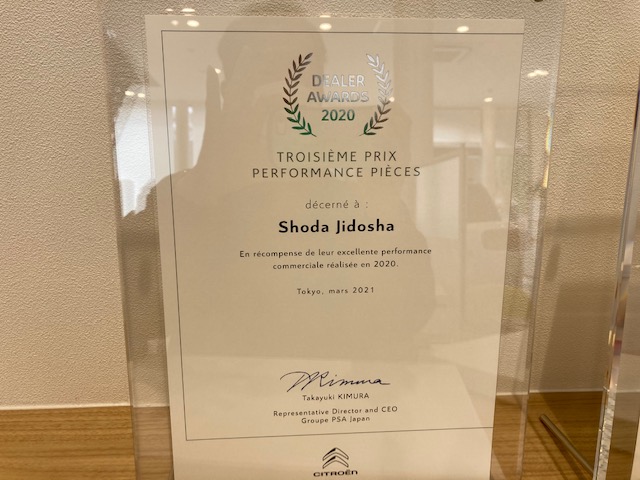 DEALER
AWARDS
2020
TROISIÈME PRIX
PERFORMANCE PIÈCES
décerné à :
Shoda Jidosha
En récompense de leur excellente performance
commerciale réalisée en 2020.
Tokyo, mars 2021
TKimura
Takayuki KIMURA
Representative Director and CEO
Groupe PSA Japan
CITROËN